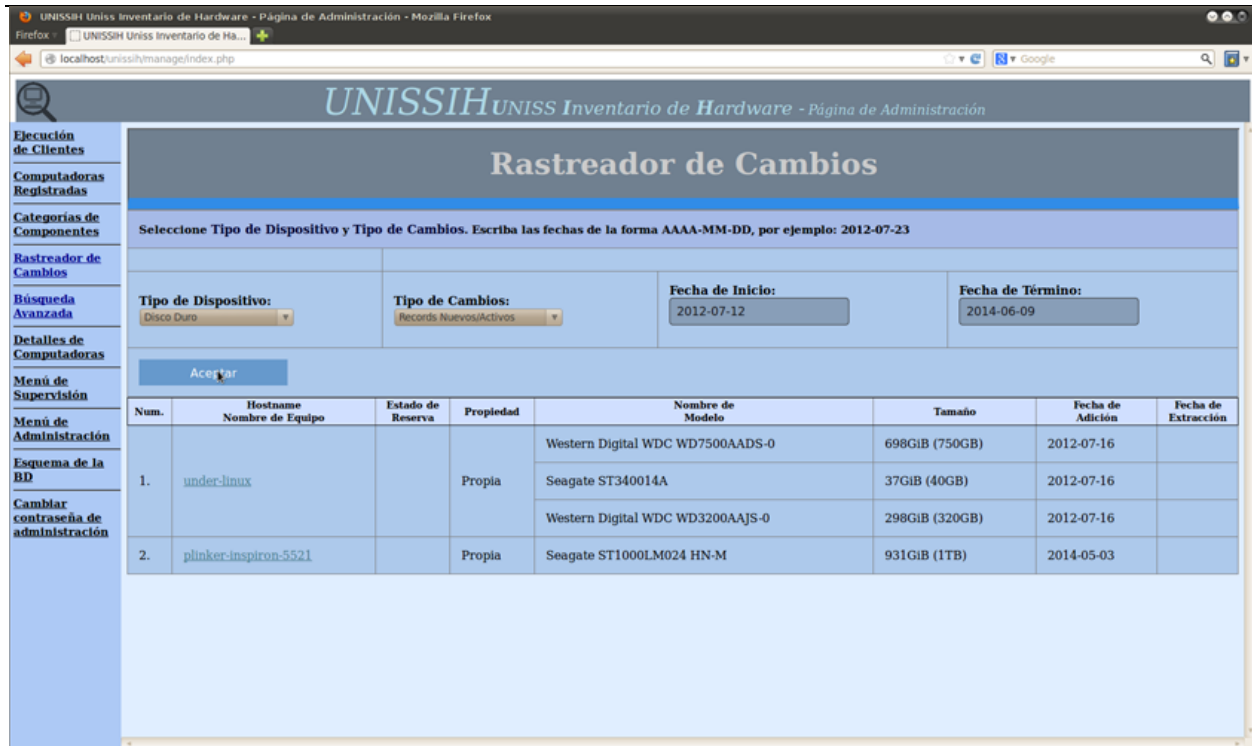 UNISSIH Uniss Inventario de Hardware - Página de Administración - Mozilla Firefox
Firefox
UNISSIH Uniss Inventario de Ha...
localhost/unissih/manage/index.php
Google
UNISSIH UNISS Inventario de Hardware - Página de Administración
Ejecución
de Clientes
Computadoras
Registradas
Categorías de
Componentes
Rastreador de
Cambios
Búsqueda
Avanzada
Detalles de
Computadoras
Menú de
Supervisión
Menú de
Administración
Esquema de la
BD
Cambiar
contraseña de
administración
Rastreador de Cambios
Seleccione Tipo de Dispositivo y Tipo de Cambios. Escriba las fechas de la forma AAAA-MM-DD, por ejemplo: 2012-07-23
Tipo de Dispositivo:
Disco Duro
Tipo de Cambios:
Records Nuevos/Activos
Fecha de Inicio:
2012-07-12
Fecha de Término:
2014-06-09
Aceptar
Num.
Hostname
Nombre de Equipo
Estado de
Reserva
Propiedad
Nombre de
Modelo
Tamaño
Fecha de
Adición
Fecha de
Extracción
1. under-linux Propia
Western Digital WDC WD7500AADS-0 698GiB (750GB) 2012-07-16
Seagate ST340014A 37GiB (40GB) 2012-07-16
Western Digital WDC WD3200AAJS-0 298GiB (320GB) 2012-07-16
2. plinker-inspiron-5521 Propia Seagate ST1000LM024 HN-M 931GiB (1TB) 2014-05-03